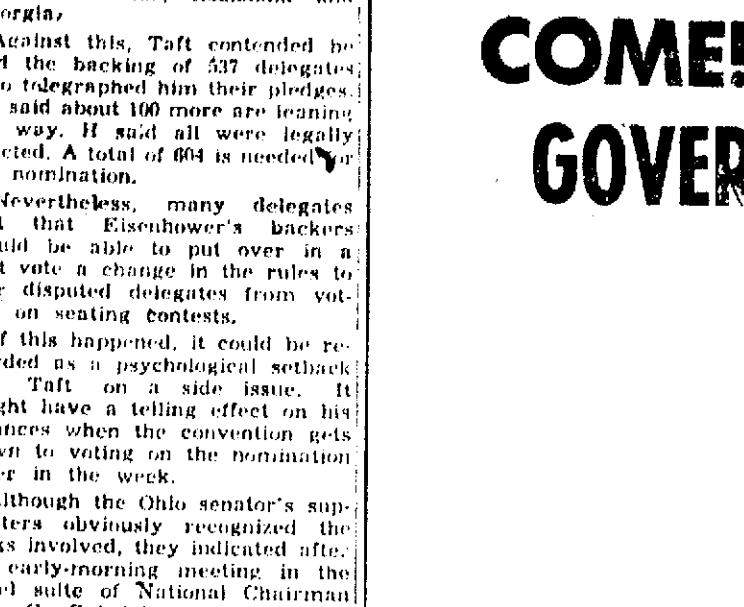 orgia,
Against this, Taft contended he
d the backing of 537 delegates
o telegraphed him their pledges.
said about 100 more are leaning
way. H said all were legally
cted. A total of 604 is needed or
nomination.
Nevertheless, many delegates
t that Eisenhower's backers
uld be able to put over in a
t vote a change in the rules to
r disputed delegates from vot-
on seating contests.
f this happened, it could be re-
rded as a psychological setback
Taft on a side issue. It
ght have a telling effect on his
ances when the convention gets
wn to voting on the nomination
er in the week.
lthough the Ohio senator's sup-
ters obviously recognized the
ks involved, they indicated after
early-morning meeting in the
el suite of National Chairman
COME!
GOVER